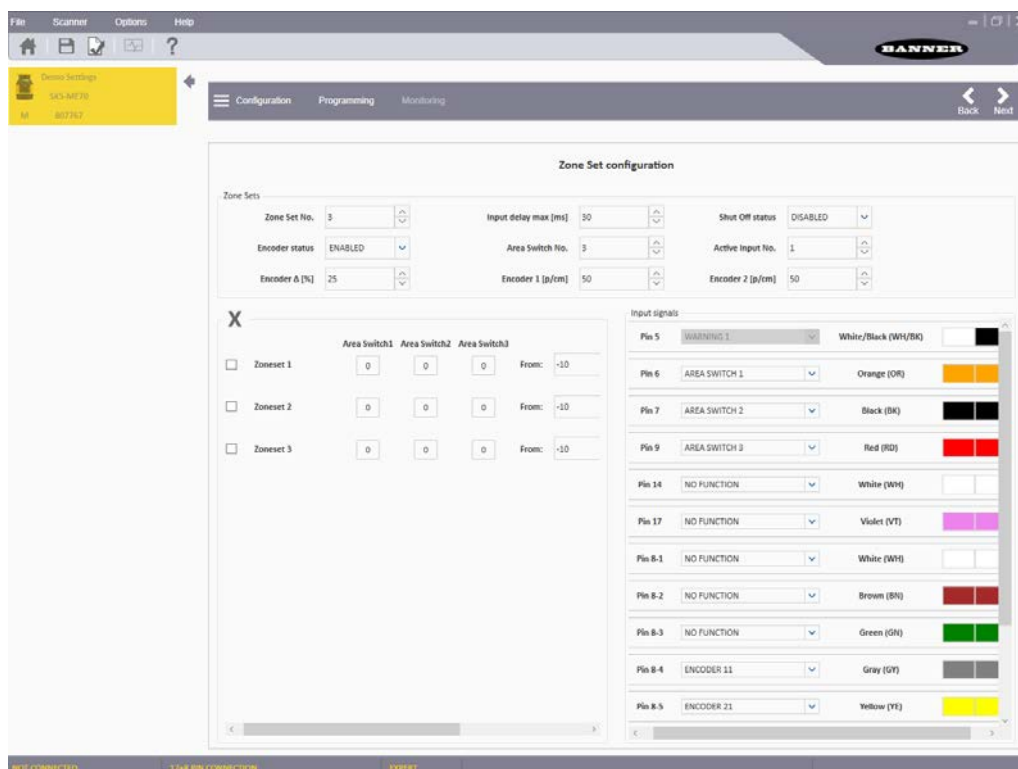 File Scanner Options Help
BANNER
Demo Settings
SX5-ME70
M 807767
Configuration Programming Monitoring
Back Next
Zone Set configuration
Zone Sets
Zone Set No. 3 Input delay max [ms] 30 Shut Off status DISABLED
Encoder status ENABLED Area Switch No. 3 Active Input No. 1
Encoder Δ [%] 25 Encoder 1 [p/cm] 50 Encoder 2 [p/cm] 50
X
Area Switch1 Area Switch2 Area Switch3
Zoneset 1 0 0 0 From: -10
Zoneset 2 0 0 0 From: -10
Zoneset 3 0 0 0 From: -10
Input signals
Pin 5 WARNING 1 White/Black (WH/BK)
Pin 6 AREA SWITCH 1 Orange (OR)
Pin 7 AREA SWITCH 2 Black (BK)
Pin 9 AREA SWITCH 3 Red (RD)
Pin 14 NO FUNCTION White (WH)
Pin 17 NO FUNCTION Violet (VT)
Pin 8-1 NO FUNCTION White (WH)
Pin 8-2 NO FUNCTION Brown (BN)
Pin 8-3 NO FUNCTION Green (GN)
Pin 8-4 ENCODER 11 Gray (GY)
Pin 8-5 ENCODER 21 Yellow (YE)
NOT CONNECTED 17+8 PIN CONNECTION EXPERT